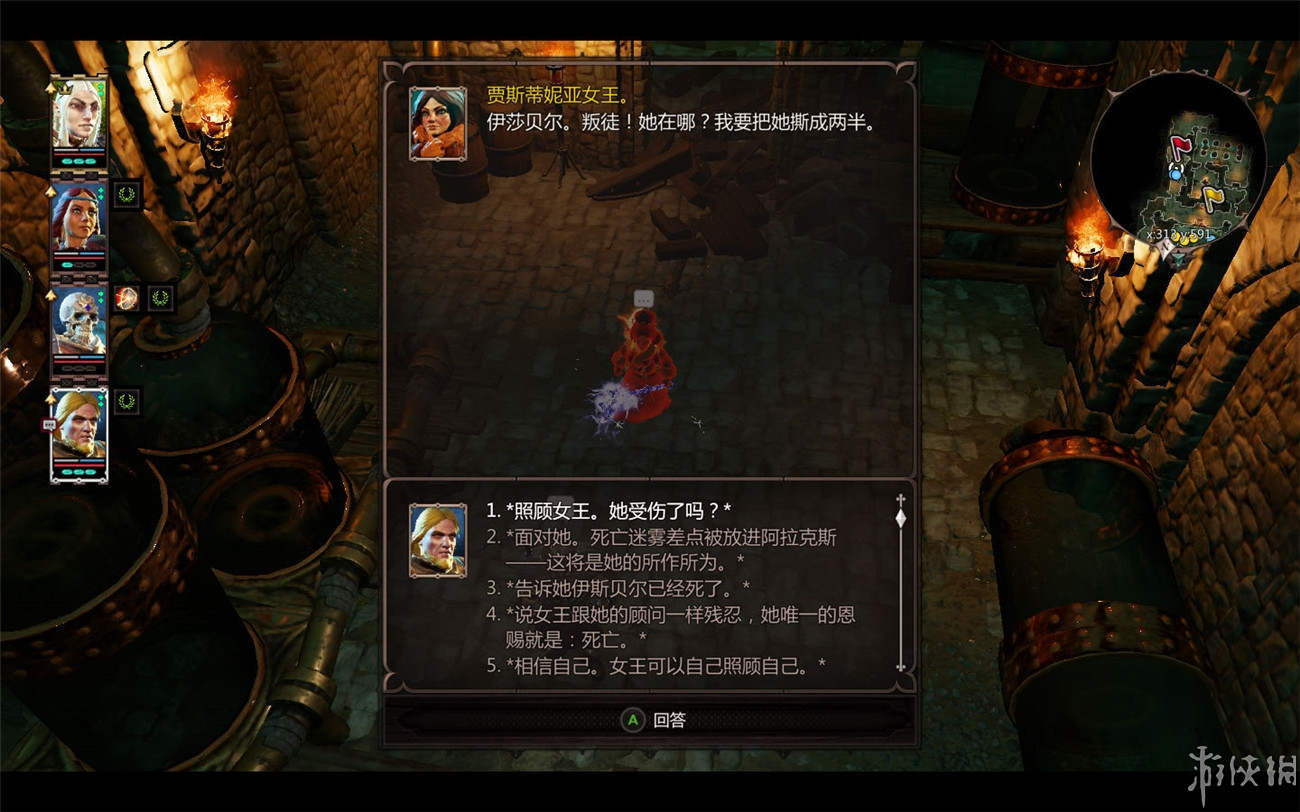 贾斯蒂妮亚女王。
伊莎贝尔。叛徒！她在哪？我要把她撕成两半。
x:313 y:591
1. *照顾女王。她受伤了吗？*
2. *面对她。死亡迷雾差点被放进阿拉克斯
——这将是她的所作所为。*
3. *告诉她伊斯贝尔已经死了。*
4. *说女王跟她的顾问一样残忍，她唯一的恩
赐就是：死亡。*
5. *相信自己。女王可以自己照顾自己。*
A 回答
游侠网